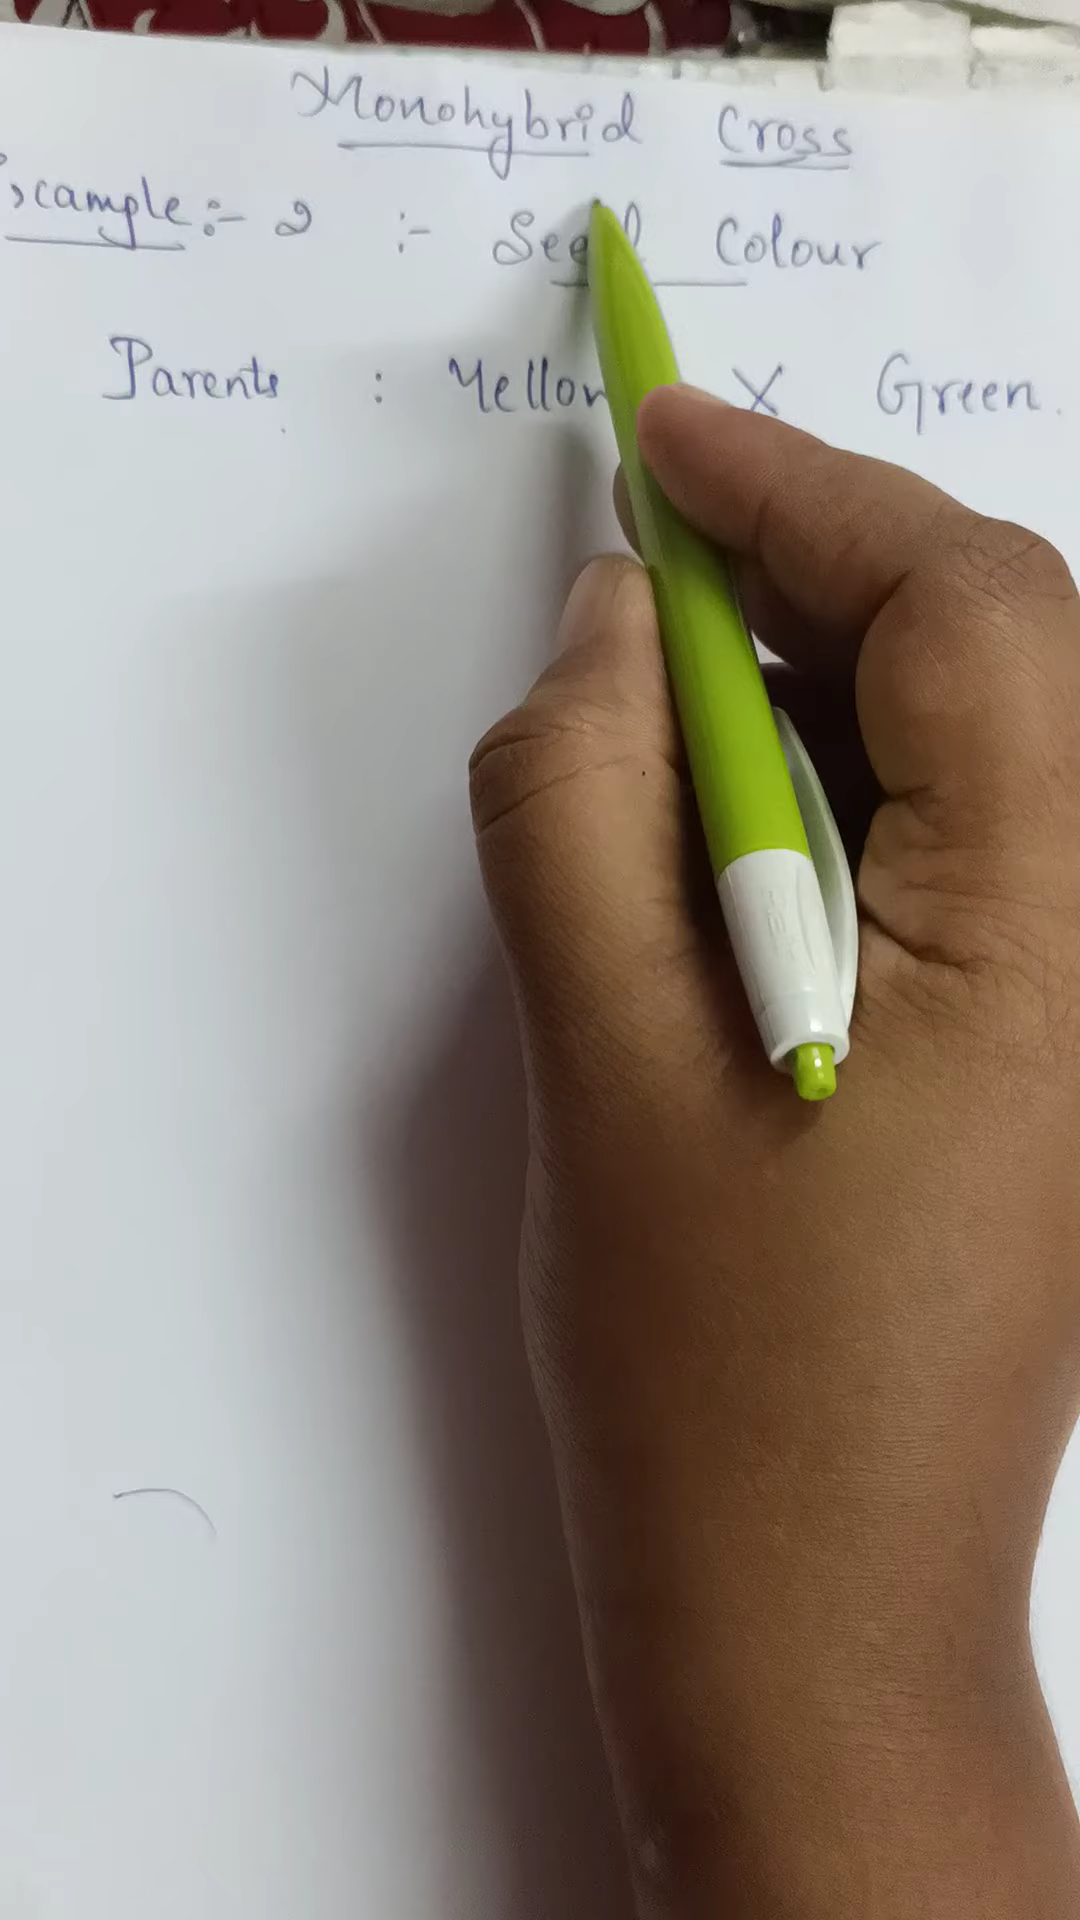 Monohybrid Cross
Example:- 2 :- Seed Colour
Parents : Yellow X Green.